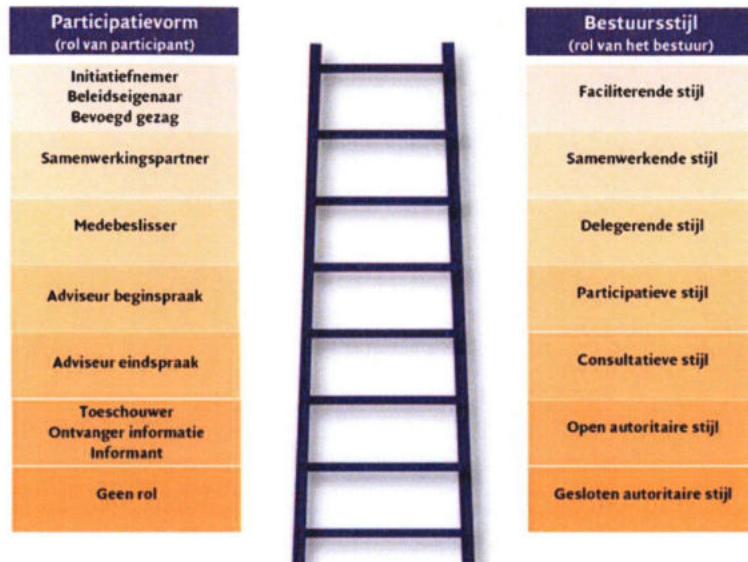 Participatievorm
(rol van participant)
Initiatiefnemer
Beleidseigenaar
Bevoegd gezag
Samenwerkingspartner
Medebeslisser
Adviseur beginspraak
Adviseur eindspraak
Toeschouwer
Ontvanger informatie
Informant
Geen rol
Bestuursstijl
(rol van het bestuur)
Faciliterende stijl
Samenwerkende stijl
Delegerende stijl
Participatieve stijl
Consultatieve stijl
Open autoritaire stijl
Gesloten autoritaire stijl